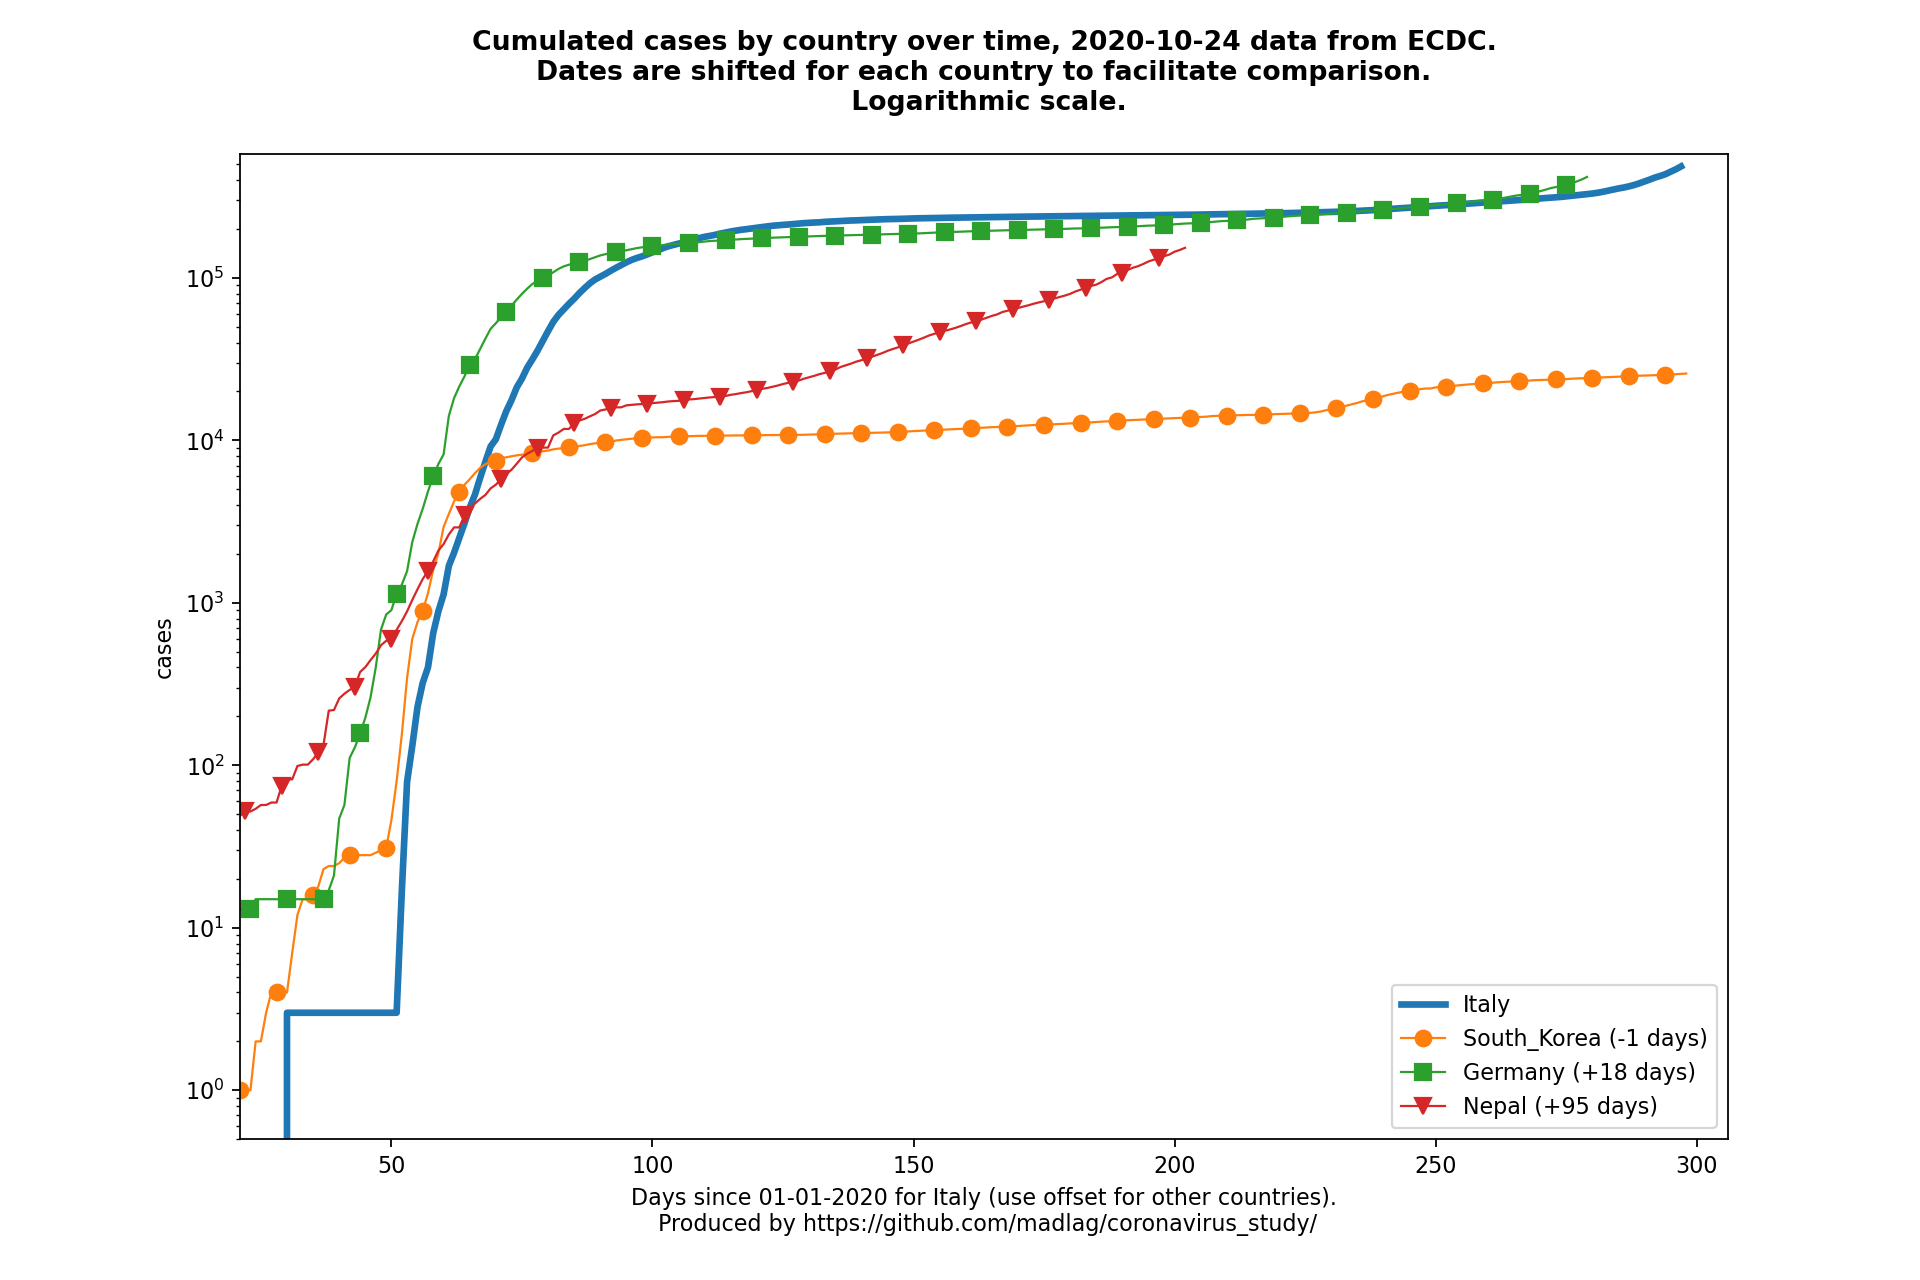 Cumulated cases by country over time, 2020-10-24 data from ECDC.
Dates are shifted for each country to facilitate comparison.
Logarithmic scale.
cases
10^5
10^4
10^3
10^2
10^1
10^0
Italy
South_Korea (-1 days)
Germany (+18 days)
Nepal (+95 days)
50 100 150 200 250 300
Days since 01-01-2020 for Italy (use offset for other countries).
Produced by https://github.com/madlag/coronavirus_study/